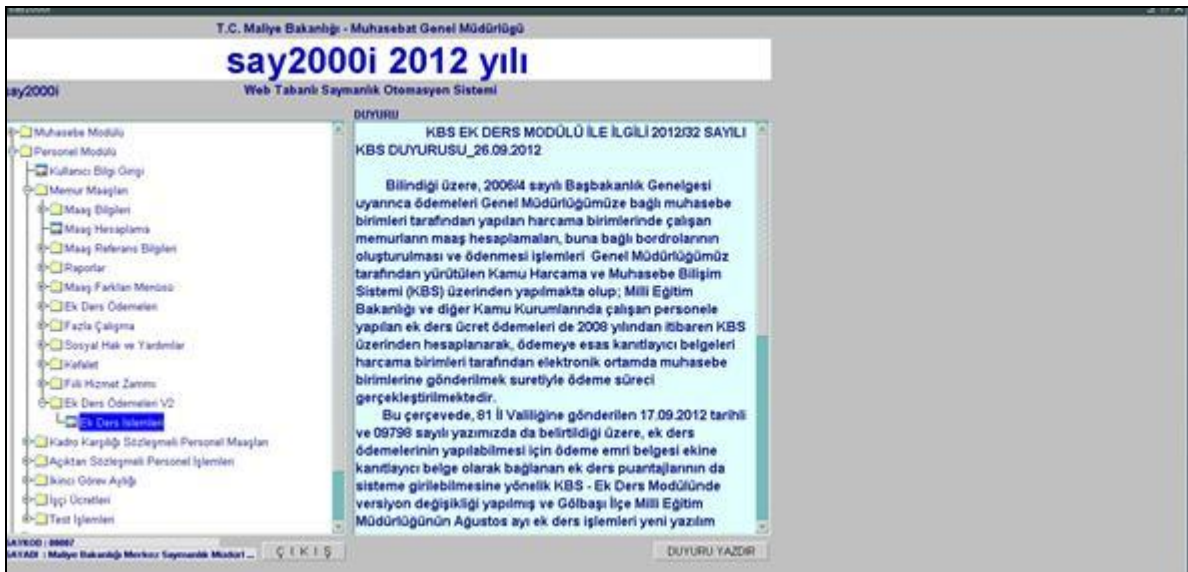 say2000i
T.C. Maliye Bakanlığı - Muhasebat Genel Müdürlüğü
say2000i 2012 yılı
say2000i
Web Tabanlı Saymanlık Otomasyon Sistemi
Muhasebe Modülü
Personel Modülü
Kullanıcı Bilgi Girişi
Memur Maaşları
Maaş Bilgileri
Maaş Hesaplama
Maaş Referans Bilgileri
Raporlar
Maaş Farkları Menüsü
Ek Ders Ödemeleri
Fazla Çalışma
Sosyal Hak ve Yardımlar
Kefalet
Fiili Hizmet Zammı
Ek Ders Ödemeleri V2
Ek Ders İşlemleri
Kadro Karşılığı Sözleşmeli Personel Maaşları
Açıktan Sözleşmeli Personel İşlemleri
İkinci Görev Aylığı
İşçi Ücretleri
Test İşlemleri
SAYKOD : 00007
SAYADI : Maliye Bakanlığı Merkez Saymanlık Müdürl ...
Ç I K I Ş
DUYURU
KBS EK DERS MODÜLÜ İLE İLGİLİ 2012/32 SAYILI
KBS DUYURUSU_26.09.2012
Bilindiği üzere, 2006/4 sayılı Başbakanlık Genelgesi
uyarınca ödemeleri Genel Müdürlüğümüze bağlı muhasebe
birimleri tarafından yapılan harcama birimlerinde çalışan
memurların maaş hesaplamaları, buna bağlı bordrolarının
oluşturulması ve ödenmesi işlemleri Genel Müdürlüğümüz
tarafından yürütülen Kamu Harcama ve Muhasebe Bilişim
Sistemi (KBS) üzerinden yapılmakta olup; Milli Eğitim
Bakanlığı ve diğer Kamu Kurumlarında çalışan personele
yapılan ek ders ücret ödemeleri de 2008 yılından itibaren KBS
üzerinden hesaplanarak, ödemeye esas kanıtlayıcı belgeleri
harcama birimleri tarafından elektronik ortamda muhasebe
birimlerine gönderilmek suretiyle ödeme süreci
gerçekleştirilmektedir.
Bu çerçevede, 81 İl Valiliğine gönderilen 17.09.2012 tarihli
ve 09798 sayılı yazımızda da belirtildiği üzere, ek ders
ödemelerinin yapılabilmesi için ödeme emri belgesi ekine
kanıtlayıcı belge olarak bağlanan ek ders puantajlarının da
sisteme girilebilmesine yönelik KBS - Ek Ders Modülünde
versiyon değişikliği yapılmış ve Gölbaşı İlçe Milli Eğitim
Müdürlüğünün Ağustos ayı ek ders işlemleri yeni yazılım
DUYURU YAZDIR